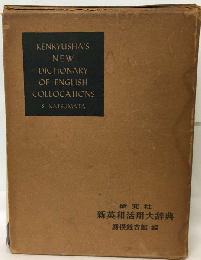 KENKYUSHA'S
NEW
DICTIONARY
OF ENGLISH
COLLOCATIONS
S. KATSUMATA
研究社
新英和活用大辞典
勝俣銓吉郎 編